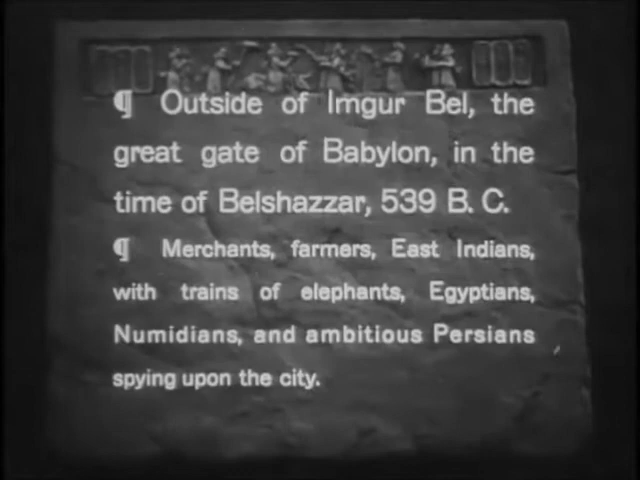 ¶ Outside of Imgur Bel, the
great gate of Babylon, in the
time of Belshazzar, 539 B. C.
¶ Merchants, farmers, East Indians,
with trains of elephants, Egyptians,
Numidians, and ambitious Persians
spying upon the city.